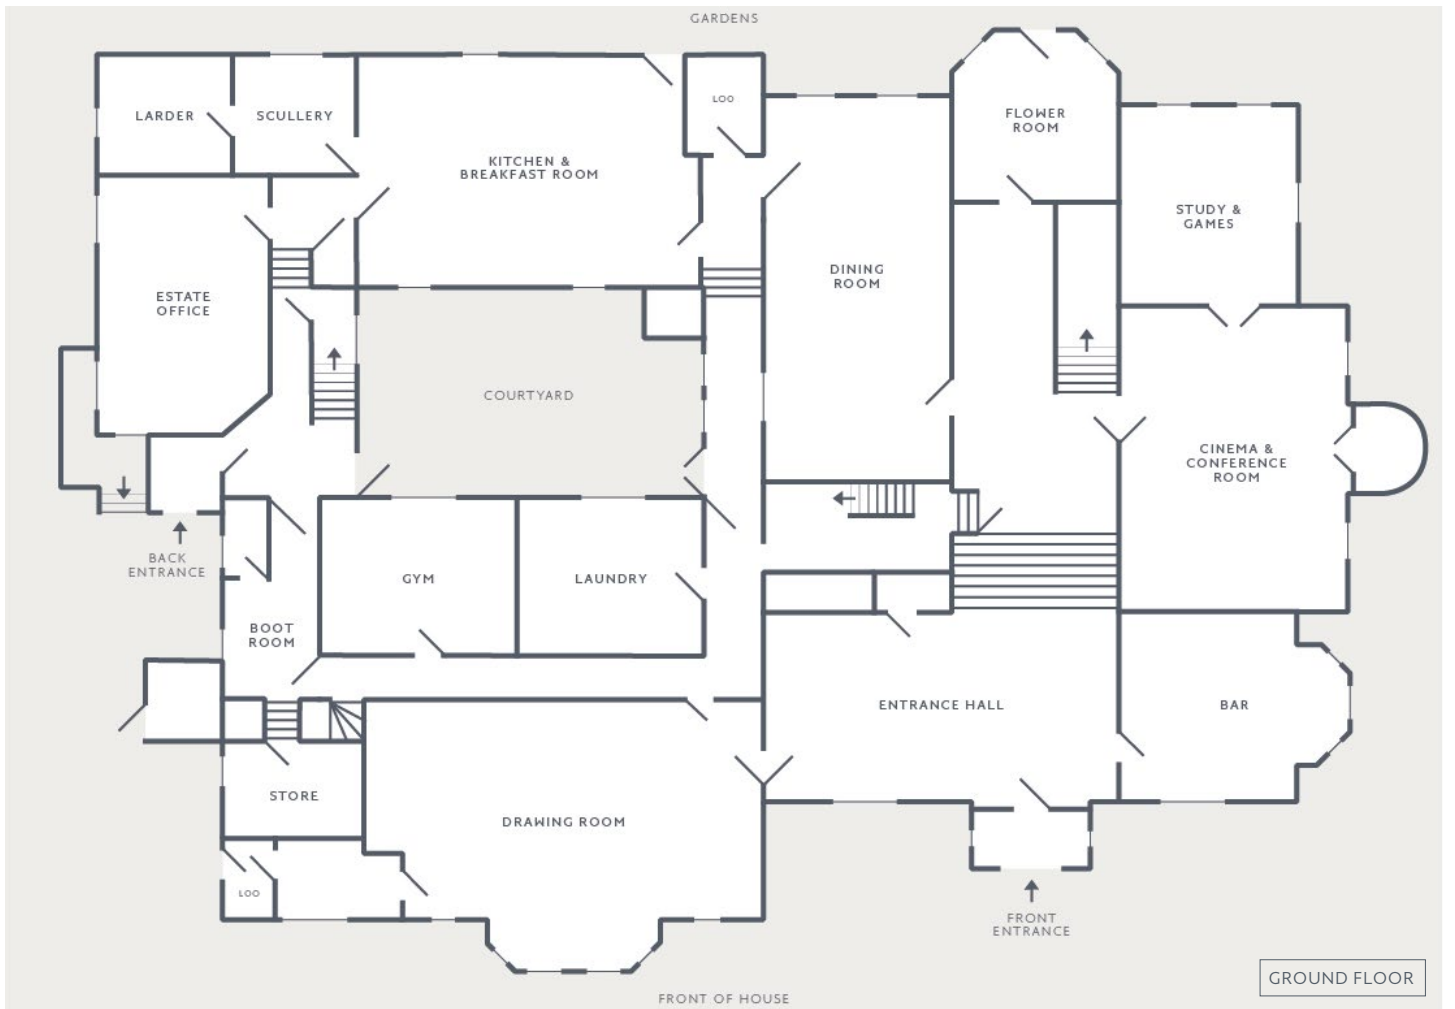 GARDENS
LARDER
SCULLERY
KITCHEN &
BREAKFAST ROOM
LOO
FLOWER
ROOM
STUDY &
GAMES
ESTATE
OFFICE
DINING
ROOM
COURTYARD
CINEMA &
CONFERENCE
ROOM
BACK
ENTRANCE
GYM
LAUNDRY
BOOT
ROOM
ENTRANCE HALL
BAR
STORE
DRAWING ROOM
LOO
FRONT
ENTRANCE
GROUND FLOOR
FRONT OF HOUSE